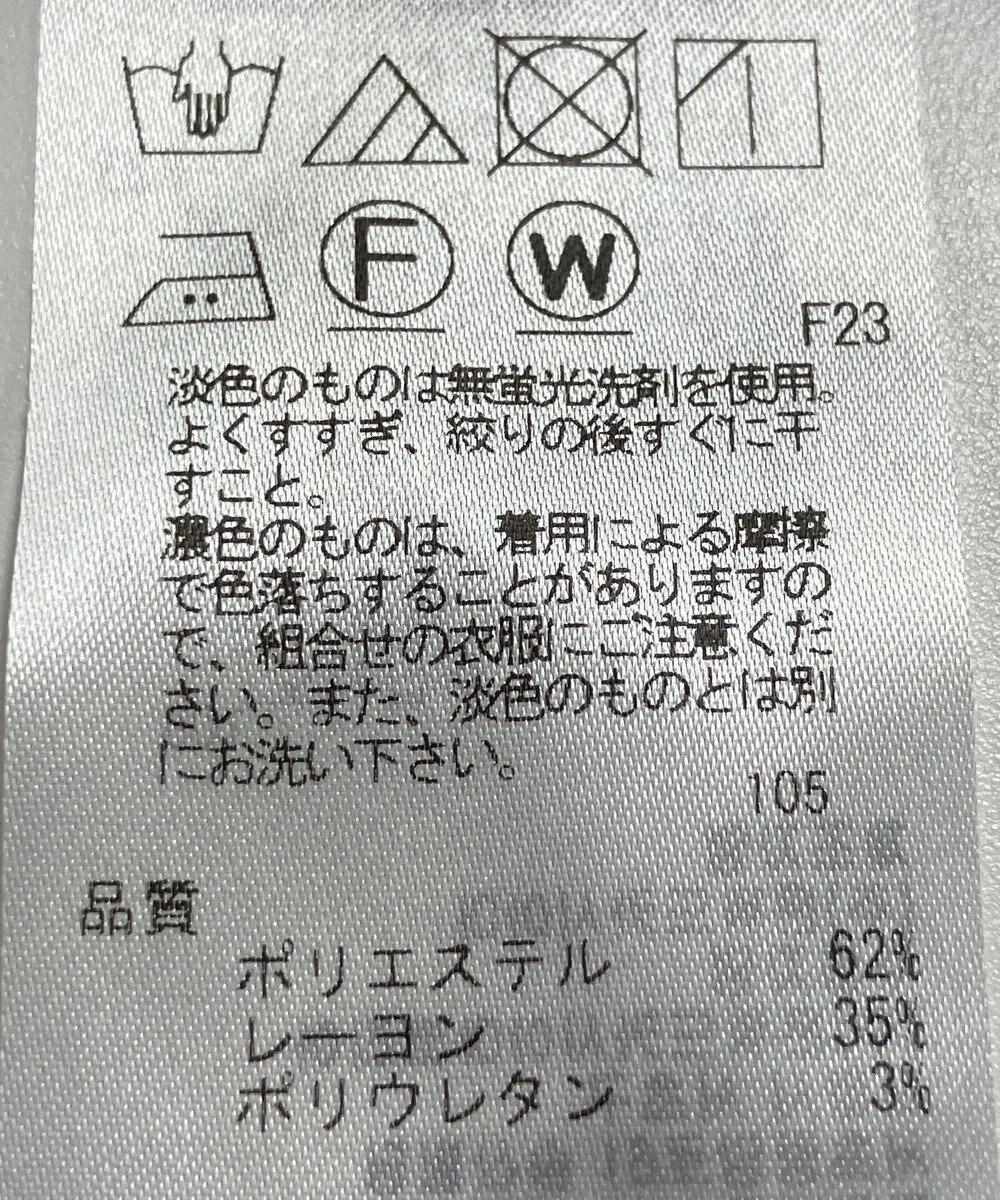 F
W
F23
淡色のものは無蛍光洗剤を使用。
よくすすぎ、絞りの後すぐに干
すこと。
濃色のものは、着用による摩擦
で色落ちすることがありますの
で、組合せの衣服にご注意くだ
さい。また、淡色のものとは別
にお洗い下さい。
105
品質
ポリエステル 62%
レーヨン 35%
ポリウレタン 3%